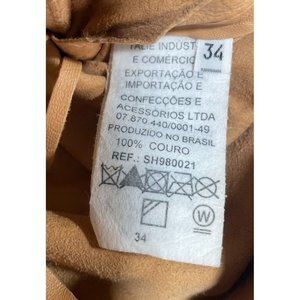 TALIE INDUST
34
E COMÉRCIO
EXPORTAÇÃO E
IMPORTAÇÃO E
CONFECÇÕES E
ACESSÓRIOS LTDA
07.870.440/0001-49
PRODUZIDO NO BRASIL
100% COURO
REF.: SH980021
W
34